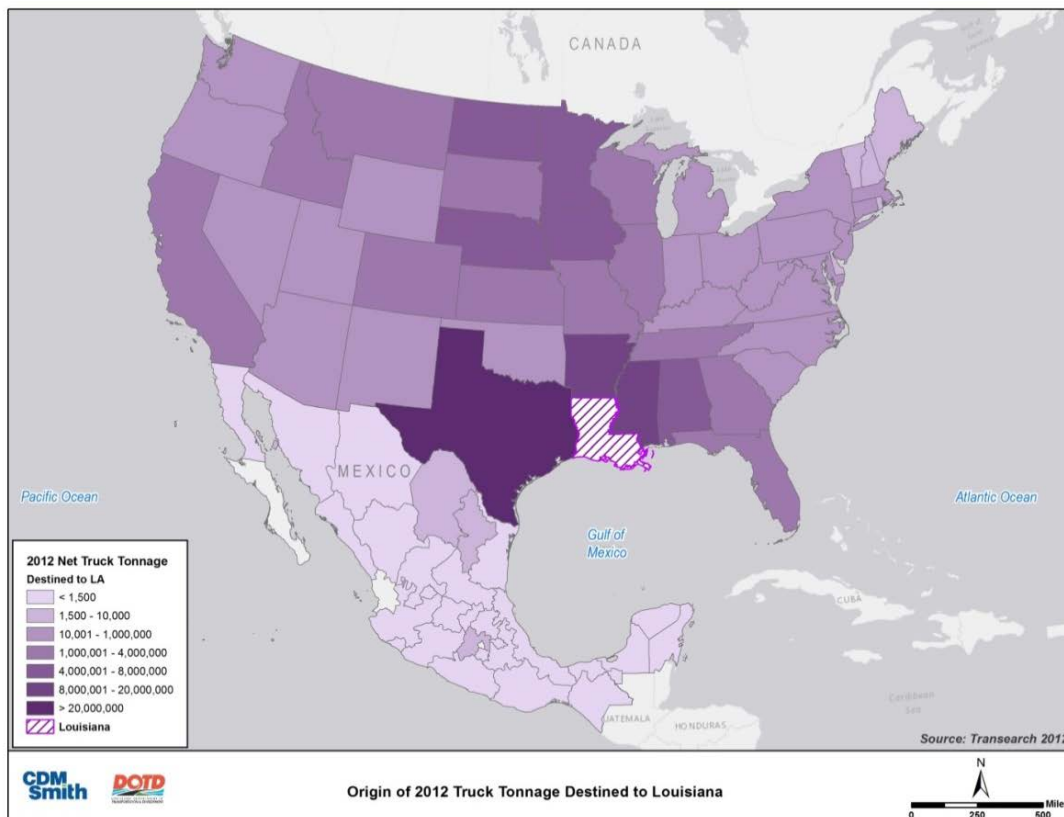 CANADA
MEXICO
Pacific Ocean
Atlantic Ocean
Gulf of
Mexico
CUBA
HONDURAS
2012 Net Truck Tonnage
Destined to LA
< 1,500
1,500 - 10,000
10,001 - 1,000,000
1,000,001 - 4,000,000
4,000,001 - 8,000,000
8,000,001 - 20,000,000
> 20,000,000
Louisiana
Caribbean
Sea
Source: Transearch 2012
CDM
Smith
DOTD
Origin of 2012 Truck Tonnage Destined to Louisiana
N
Mile
0 250 500